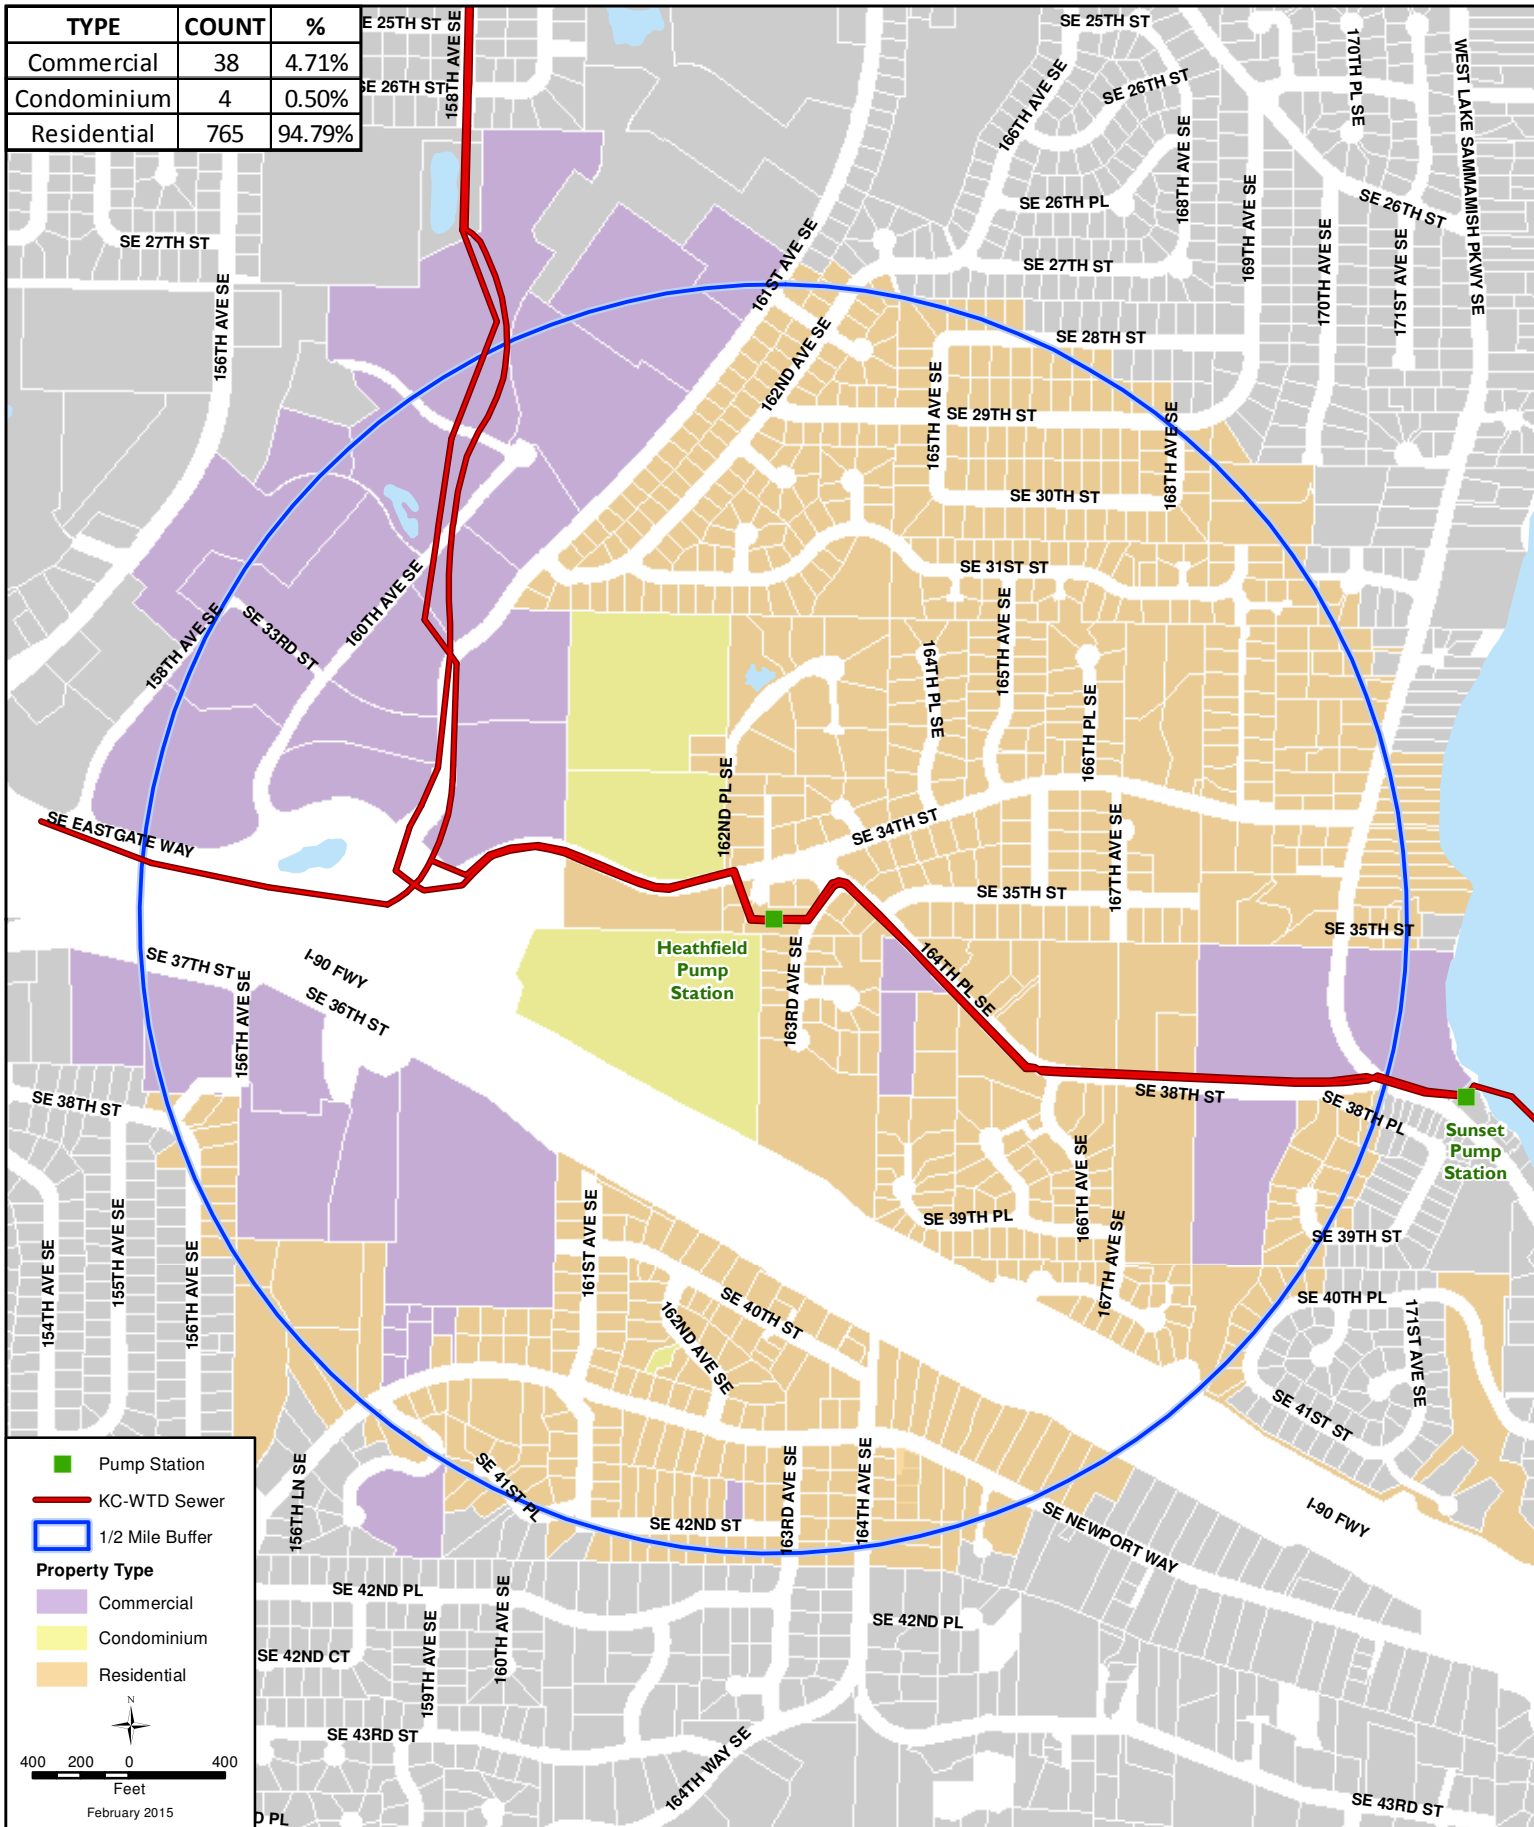 TYPE COUNT %
Commercial 38 4.71%
Condominium 4 0.50%
Residential 765 94.79%
E 25TH ST
158TH AVE SE
SE 25TH ST
SE 26TH ST
166TH AVE SE
SE 26TH ST
170TH PL SE
WEST LAKE SAMMAMISH PKWY SE
168TH AVE SE
SE 26TH PL
SE 26TH ST
SE 27TH ST
156TH AVE SE
161ST AVE SE
SE 27TH ST
169TH AVE SE
170TH AVE SE
171ST AVE SE
162ND AVE SE
SE 28TH ST
165TH AVE SE
SE 29TH ST
168TH AVE SE
SE 30TH ST
SE 31ST ST
158TH AVE SE
SE 33RD ST
160TH AVE SE
165TH AVE SE
164TH PL SE
166TH PL SE
162ND PL SE
SE 34TH ST
167TH AVE SE
SE EASTGATE WAY
SE 35TH ST
SE 35TH ST
Heathfield
Pump
Station
163RD AVE SE
164TH PL SE
SE 37TH ST
I-90 FWY
SE 36TH ST
156TH AVE SE
SE 38TH ST
SE 38TH ST
SE 38TH PL
Sunset
Pump
Station
154TH AVE SE
155TH AVE SE
156TH AVE SE
161ST AVE SE
166TH AVE SE
SE 39TH PL
167TH AVE SE
SE 39TH ST
SE 40TH ST
162ND AVE SE
SE 40TH PL
171ST AVE SE
SE 41ST ST
156TH LN SE
SE 41ST PL
SE 42ND ST
163RD AVE SE
164TH AVE SE
SE NEWPORT WAY
I-90 FWY
SE 42ND PL
SE 42ND PL
SE 42ND CT
159TH AVE SE
160TH AVE SE
SE 43RD ST
164TH WAY SE
SE 43RD ST
D PL
Pump Station
KC-WTD Sewer
1/2 Mile Buffer
Property Type
Commercial
Condominium
Residential
N
400 200 0 400
Feet
February 2015